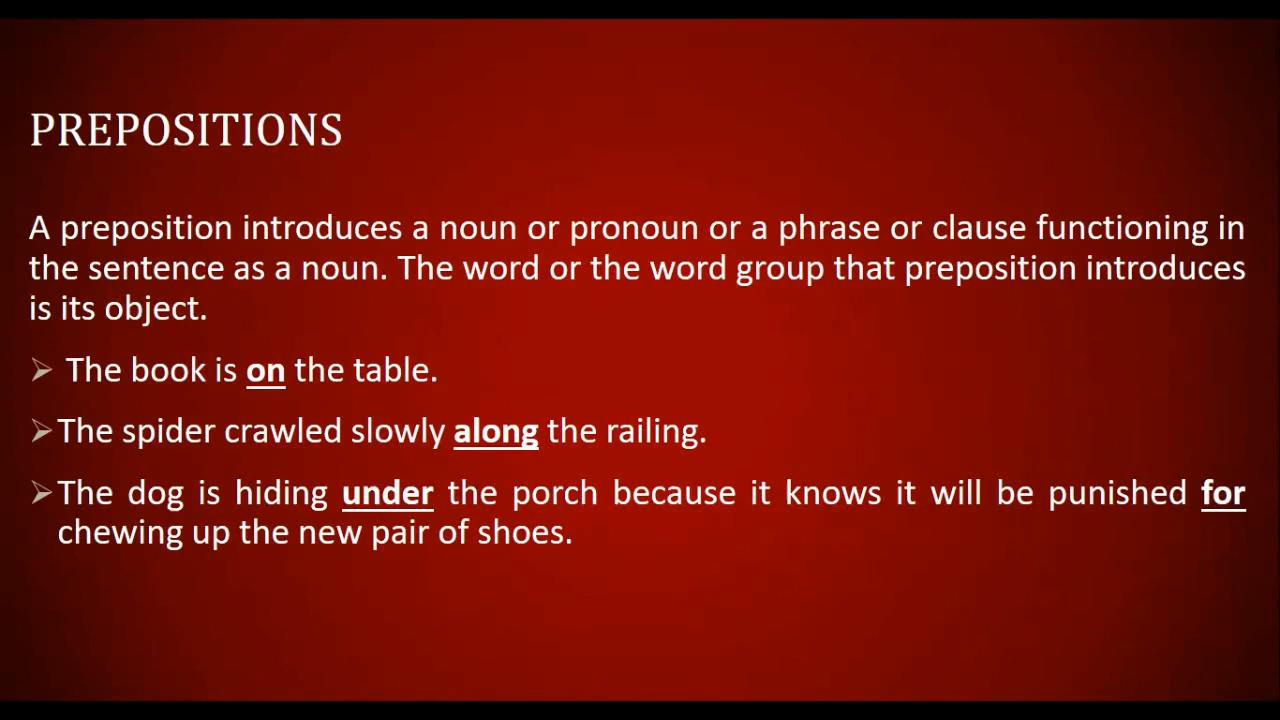 PREPOSITIONS
A preposition introduces a noun or pronoun or a phrase or clause functioning in
the sentence as a noun. The word or the word group that preposition introduces
is its object.
➢ The book is on the table.
➢ The spider crawled slowly along the railing.
➢ The dog is hiding under the porch because it knows it will be punished for
chewing up the new pair of shoes.